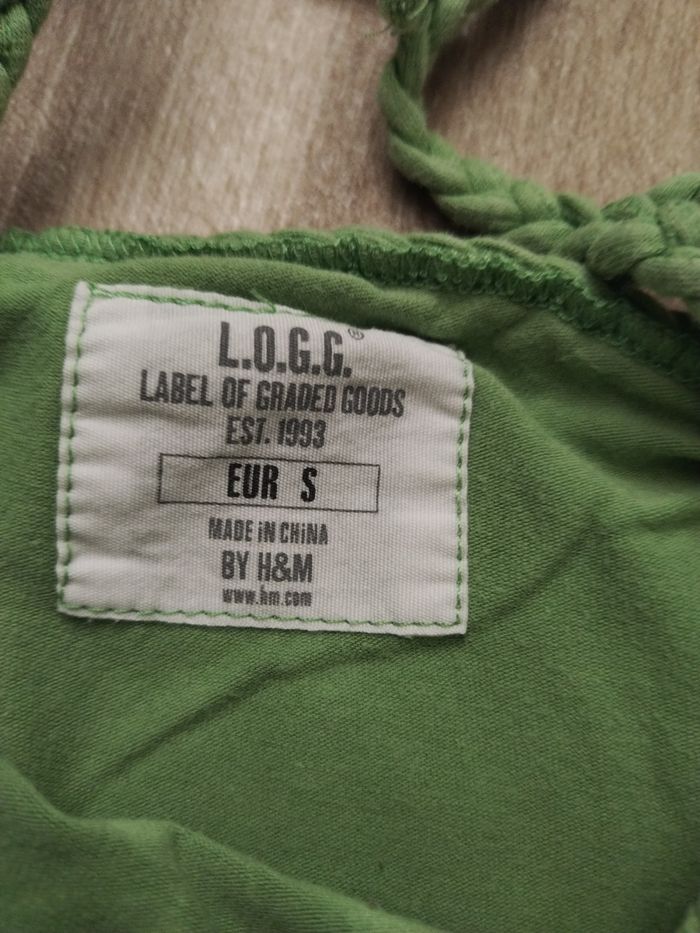 L.O.G.G.®
LABEL OF GRADED GOODS
EST. 1993
EUR S
MADE iN CHiNA
BY H&M
www.hm.com